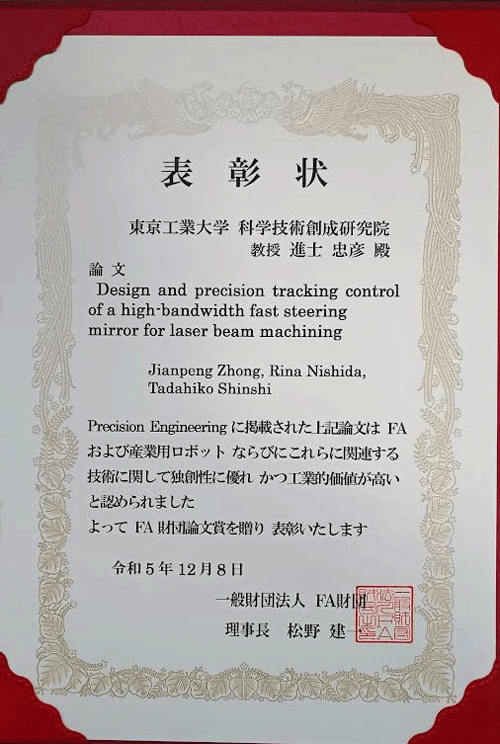 表彰状
東京工業大学 科学技術創成研究院
教授 進士 忠彦 殿
論文
Design and precision tracking control
of a high-bandwidth fast steering
mirror for laser beam machining
Jianpeng Zhong, Rina Nishida,
Tadahiko Shinshi
Precision Engineering に掲載された上記論文は FA
および産業用ロボット ならびにこれらに関連する
技術に関して独創性に優れ かつ工業的価値が高い
と認められました
よって FA 財団論文賞を贈り 表彰いたします
令和5年12月8日
一般財団法人 FA財団
理事長 松野 建一